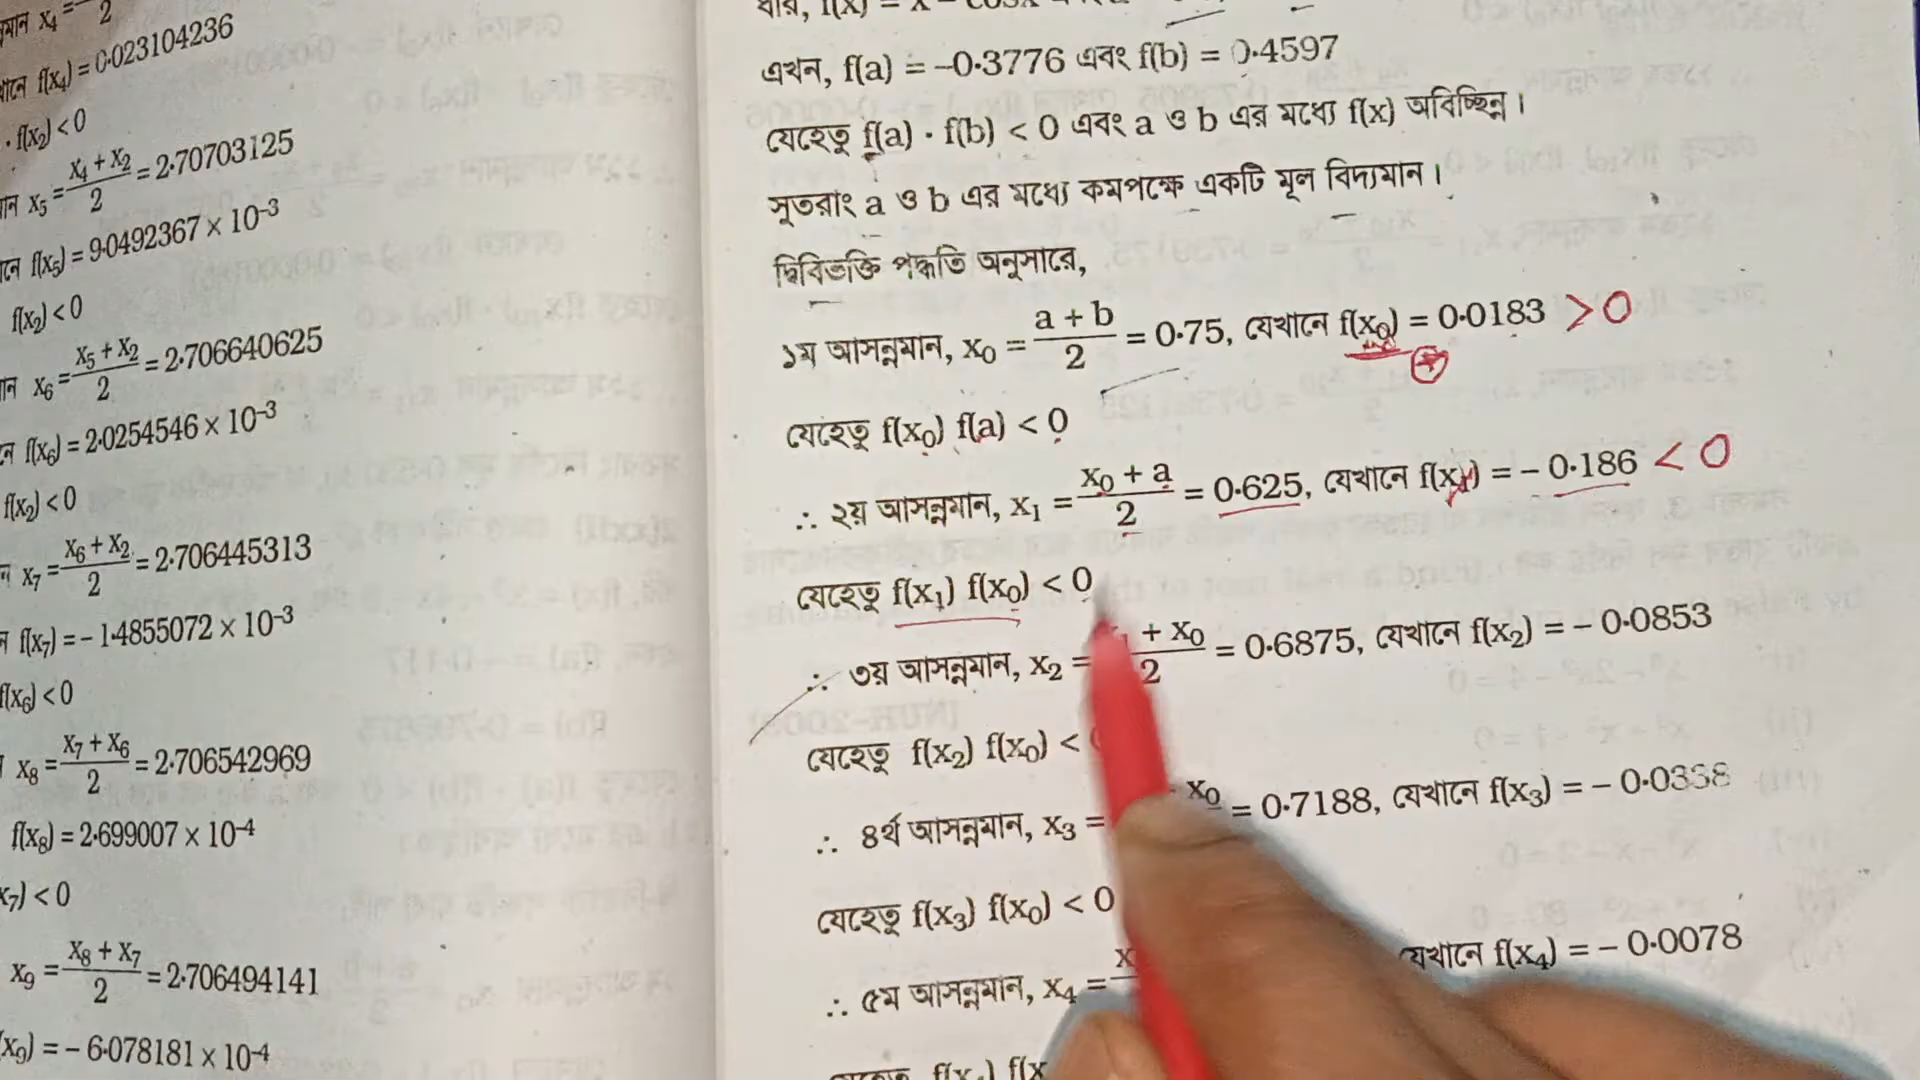 x₄ =
f(x₄) = 0·023104236
· f(x₂) < 0
x₅ = x₄ + x₂ / 2 = 2·70703125
f(x₅) = 9·0492367 × 10⁻³
f(x₂) < 0
x₆ = x₅ + x₂ / 2 = 2·706640625
f(x₆) = 2·0254546 × 10⁻³
f(x₂) < 0
x₇ = x₆ + x₂ / 2 = 2·706445313
f(x₇) = – 1·4855072 × 10⁻³
f(x₆) < 0
x₈ = x₇ + x₆ / 2 = 2·706542969
f(x₈) = 2·699007 × 10⁻⁴
x₇) < 0
x₉ = x₈ + x₇ / 2 = 2·706494141
(x₉) = – 6·078181 × 10⁻⁴
এখন, f(a) = –0·3776 এবং f(b) = 0·4597
যেহেতু f(a) · f(b) < 0 এবং a ও b এর মধ্যে f(x) অবিচ্ছিন্ন।
সুতরাং a ও b এর মধ্যে কমপক্ষে একটি মূল বিদ্যমান।
দ্বিবিভক্তি পদ্ধতি অনুসারে,
১ম আসন্নমান, x₀ = a + b / 2 = 0·75, যেখানে f(x₀) = 0·0183 > 0
+
যেহেতু f(x₀) f(a) < 0
∴ ২য় আসন্নমান, x₁ = x₀ + a / 2 = 0·625, যেখানে f(x₁) = – 0·186 < 0
যেহেতু f(x₁) f(x₀) < 0
∴ ৩য় আসন্নমান, x₂ = + x₀ / 2 = 0·6875, যেখানে f(x₂) = – 0·0853
যেহেতু f(x₂) f(x₀) <
∴ 8র্থ আসন্নমান, x₃ = x₀ = 0·7188, যেখানে f(x₃) = – 0·0338
যেহেতু f(x₃) f(x₀) < 0
∴ ৫ম আসন্নমান, x₄ = যেখানে f(x₄) = – 0·0078